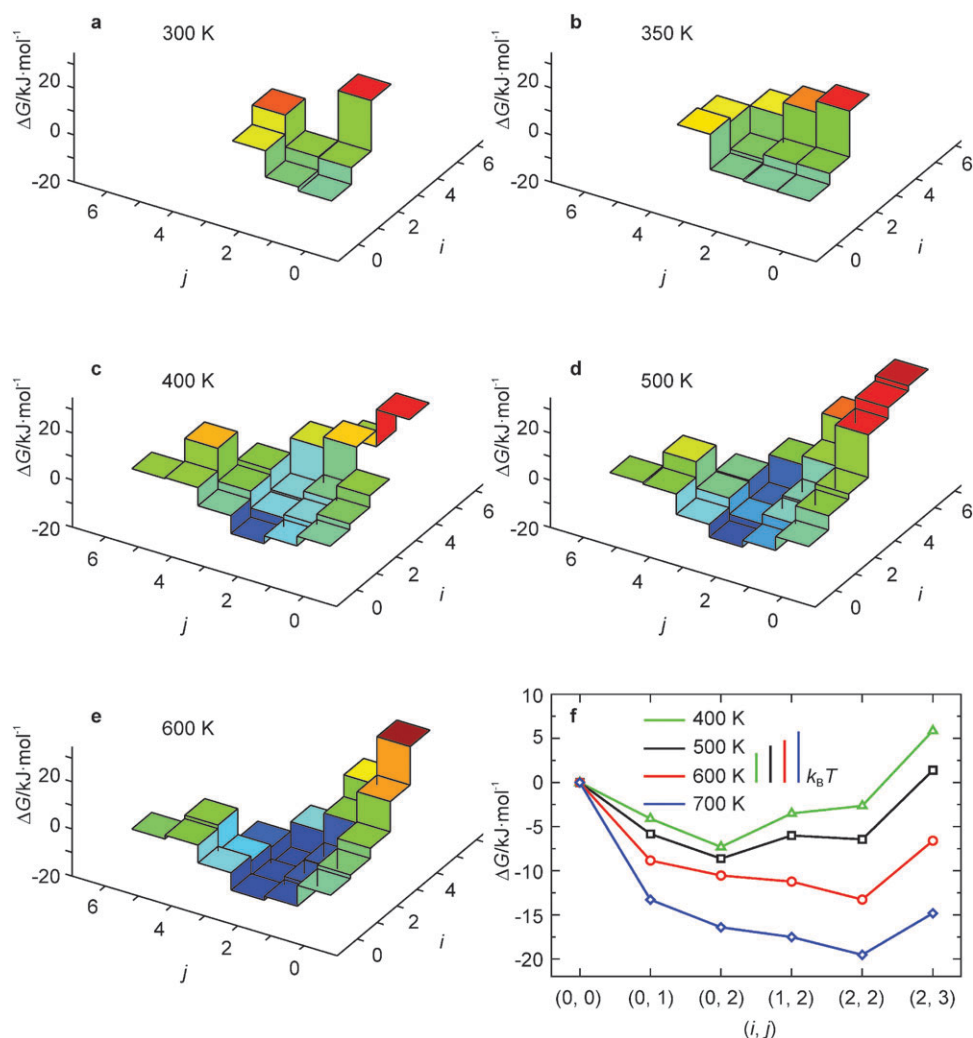 a 300 K
ΔG/kJ·mol-1
20
0
-20
6
4
2
0
j
0
2
4
6
i
b 350 K
ΔG/kJ·mol-1
20
0
-20
6
4
2
0
j
0
2
4
6
i
c 400 K
ΔG/kJ·mol-1
20
0
-20
6
4
2
0
j
0
2
4
6
i
d 500 K
ΔG/kJ·mol-1
20
0
-20
6
4
2
0
j
0
2
4
6
i
e 600 K
ΔG/kJ·mol-1
20
0
-20
6
4
2
0
j
0
2
4
6
i
f
400 K
500 K
600 K
700 K
kBT
ΔG/kJ·mol-1
10
5
0
-5
-10
-15
-20
(0, 0) (0, 1) (0, 2) (1, 2) (2, 2) (2, 3)
(i, j)